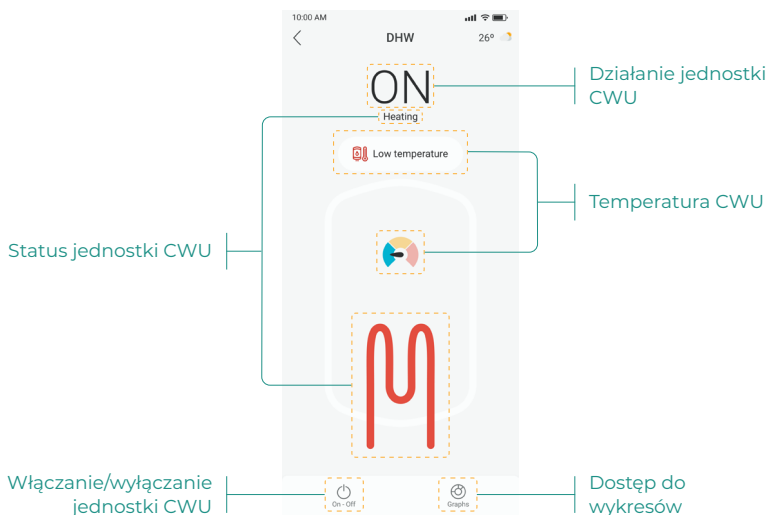 10:00 AM
DHW
26º
ON
Heating
Low temperature
Działanie jednostki
CWU
Temperatura CWU
Status jednostki CWU
Włączanie/wyłączanie
jednostki CWU
On - Off
Graphs
Dostęp do
wykresów